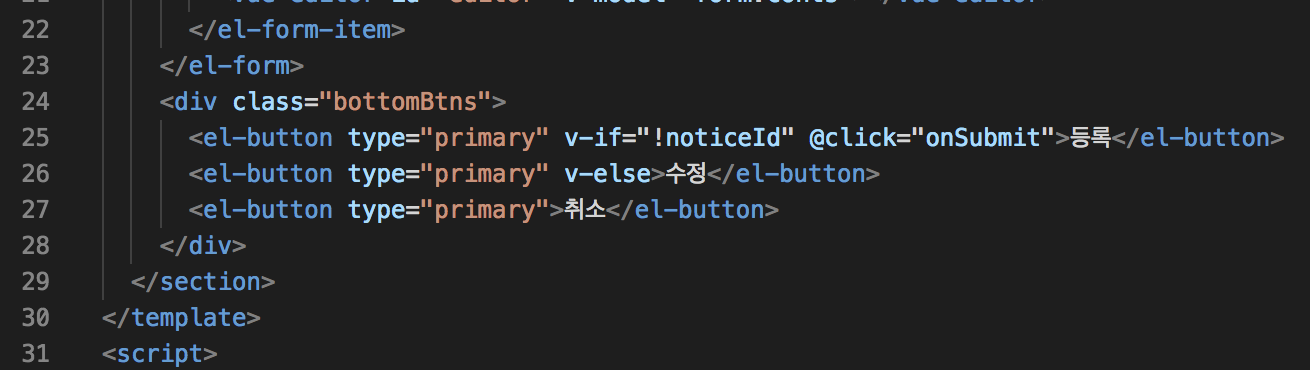 22 </el-form-item>
23 </el-form>
24 <div class="bottomBtns">
25 <el-button type="primary" v-if="!noticeId" @click="onSubmit">등록</el-button>
26 <el-button type="primary" v-else>수정</el-button>
27 <el-button type="primary">취소</el-button>
28 </div>
29 </section>
30 </template>
31 <script>